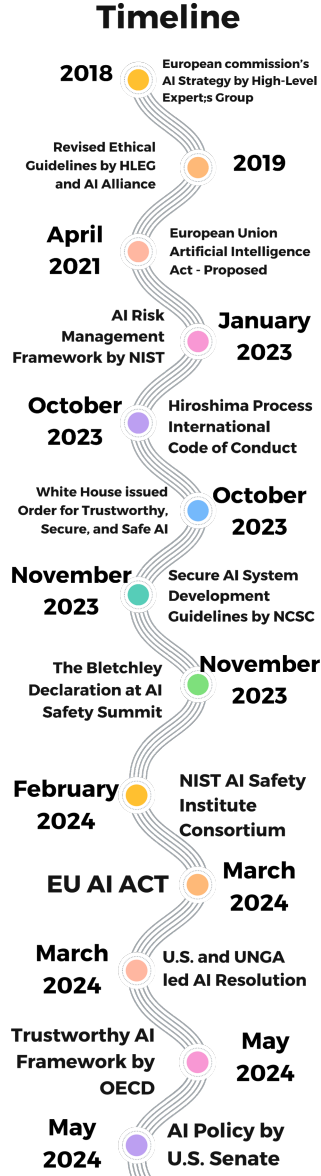 Timeline
2018
European commission's
AI Strategy by High-Level
Expert;s Group
Revised Ethical
Guidelines by HLEG
and AI Alliance
2019
April
2021
European Union
Artificial Intelligence
Act - Proposed
AI Risk
Management
Framework by NIST
January
2023
October
2023
Hiroshima Process
International
Code of Conduct
White House issued
Order for Trustworthy,
Secure, and Safe AI
October
2023
November
2023
Secure AI System
Development
Guidelines by NCSC
The Bletchley
Declaration at AI
Safety Summit
November
2023
February
2024
NIST AI Safety
Institute
Consortium
EU AI ACT
March
2024
March
2024
U.S. and UNGA
led AI Resolution
Trustworthy AI
Framework by
OECD
May
2024
May
2024
AI Policy by
U.S. Senate